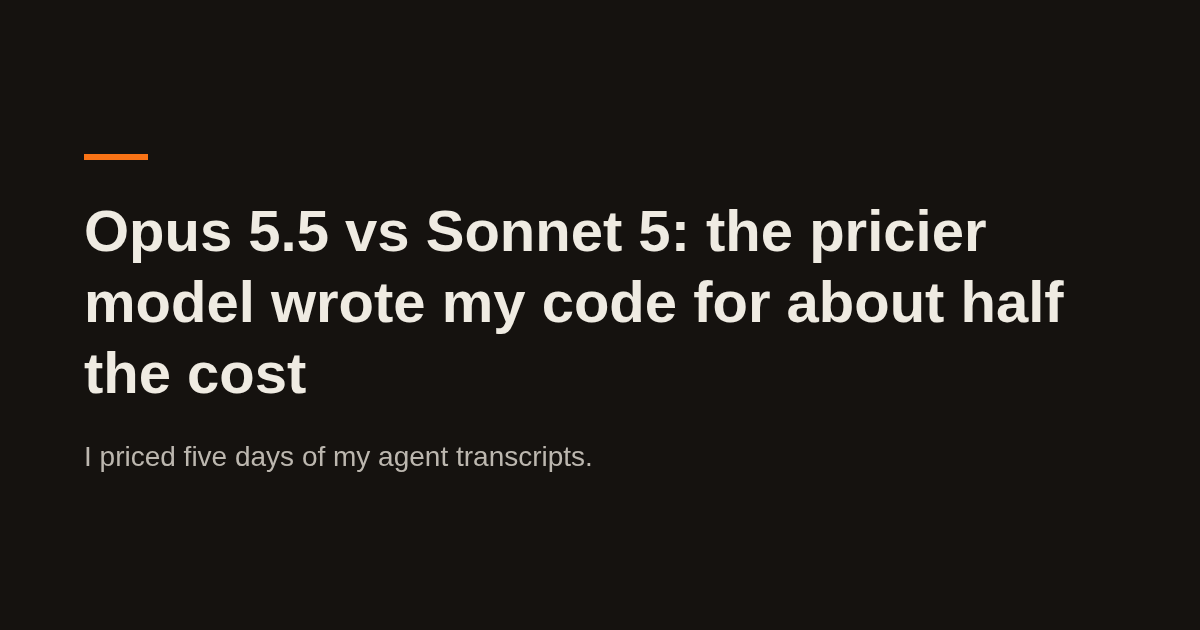 Opus 5.5 vs Sonnet 5: the pricier
model wrote my code for about half
the cost
I priced five days of my agent transcripts.